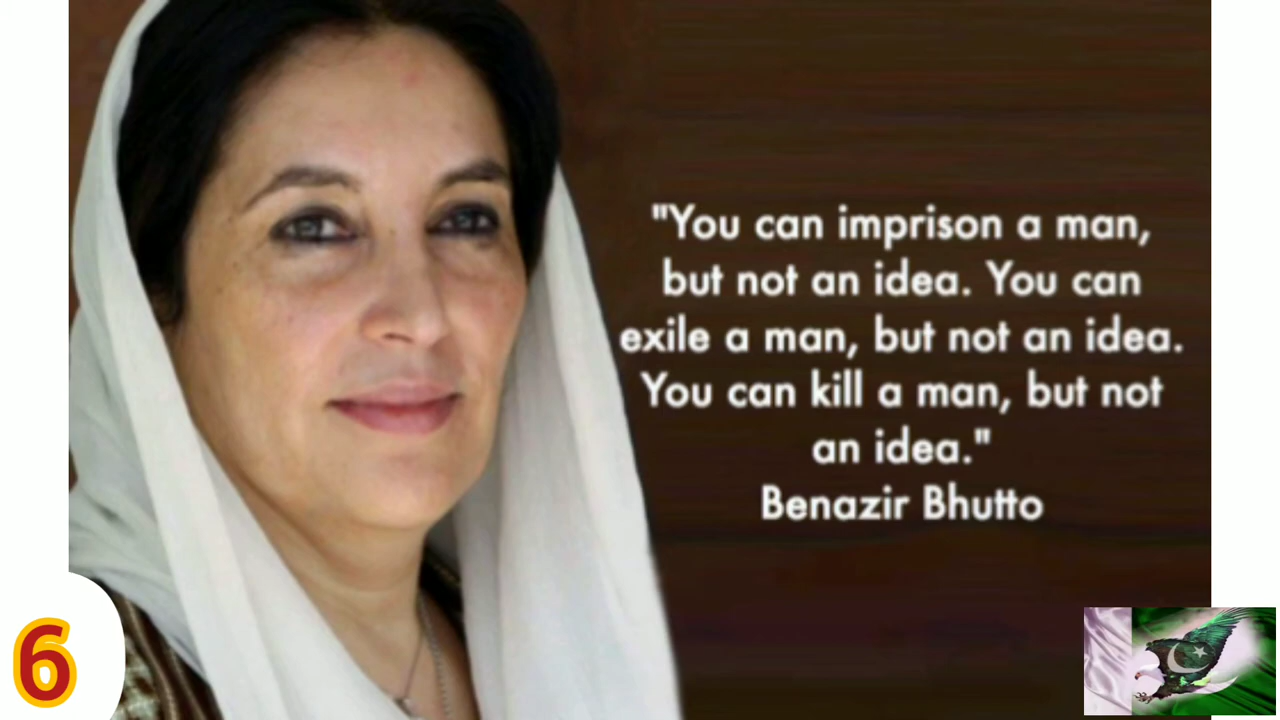 "You can imprison a man,
but not an idea. You can
exile a man, but not an idea.
You can kill a man, but not
an idea."
Benazir Bhutto
6